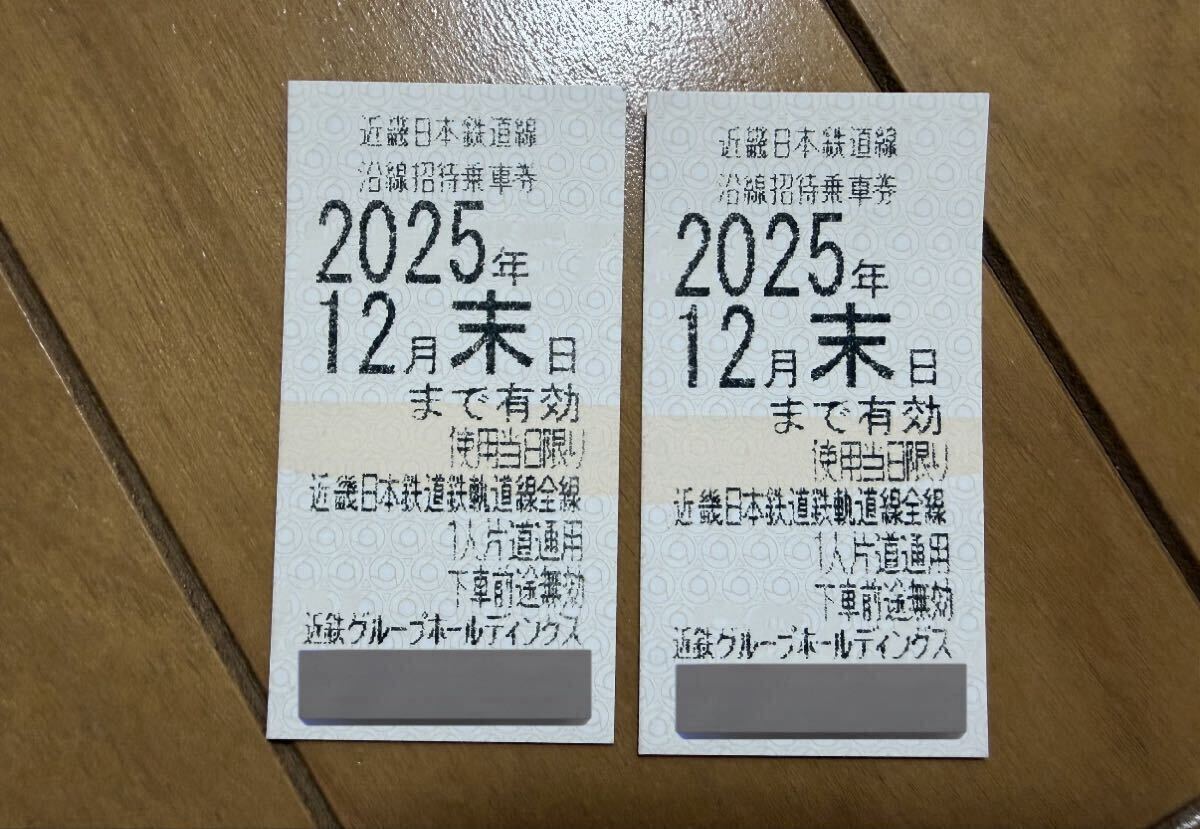 近畿日本鉄道線
沿線招待乗車券
2025年
12月末日
まで有効
使用当日限り
近畿日本鉄道鉄軌道線全線
1人片道通用
下車前途無効
近鉄グループホールディングス
近畿日本鉄道線
沿線招待乗車券
2025年
12月末日
まで有効
使用当日限り
近畿日本鉄道鉄軌道線全線
1人片道通用
下車前途無効
近鉄グループホールディングス